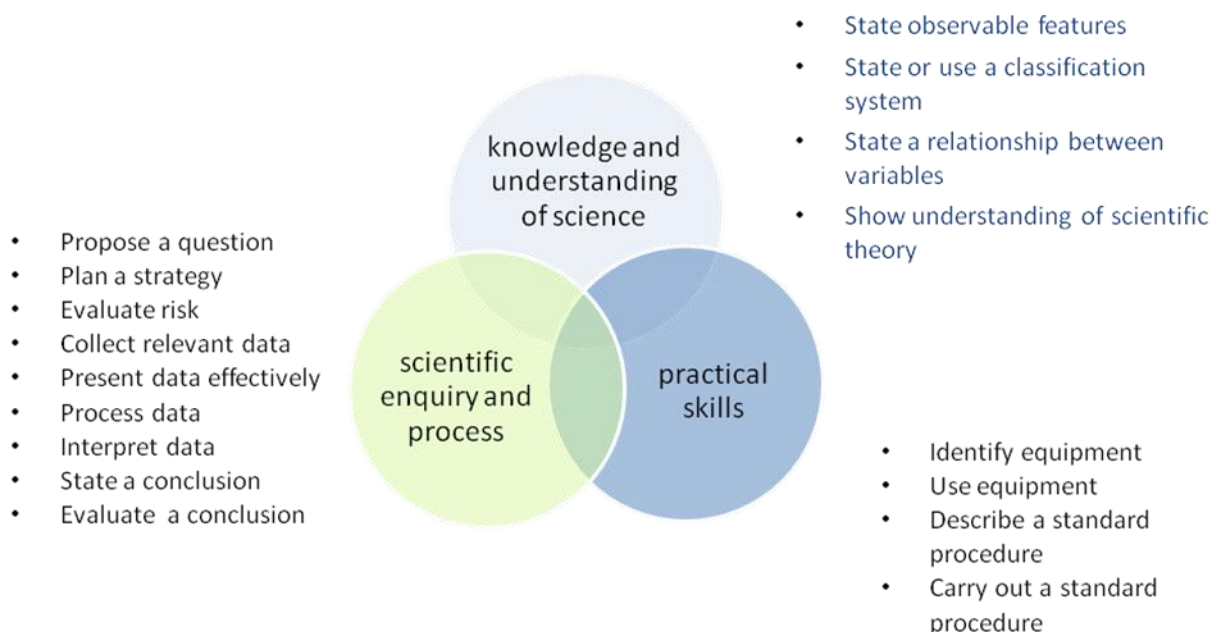 • State observable features
• State or use a classification
system
• State a relationship between
variables
• Show understanding of scientific
theory
knowledge and
understanding
of science
• Propose a question
• Plan a strategy
• Evaluate risk
• Collect relevant data
• Present data effectively
• Process data
• Interpret data
• State a conclusion
• Evaluate a conclusion
scientific
enquiry and
process
practical
skills
• Identify equipment
• Use equipment
• Describe a standard
procedure
• Carry out a standard
procedure